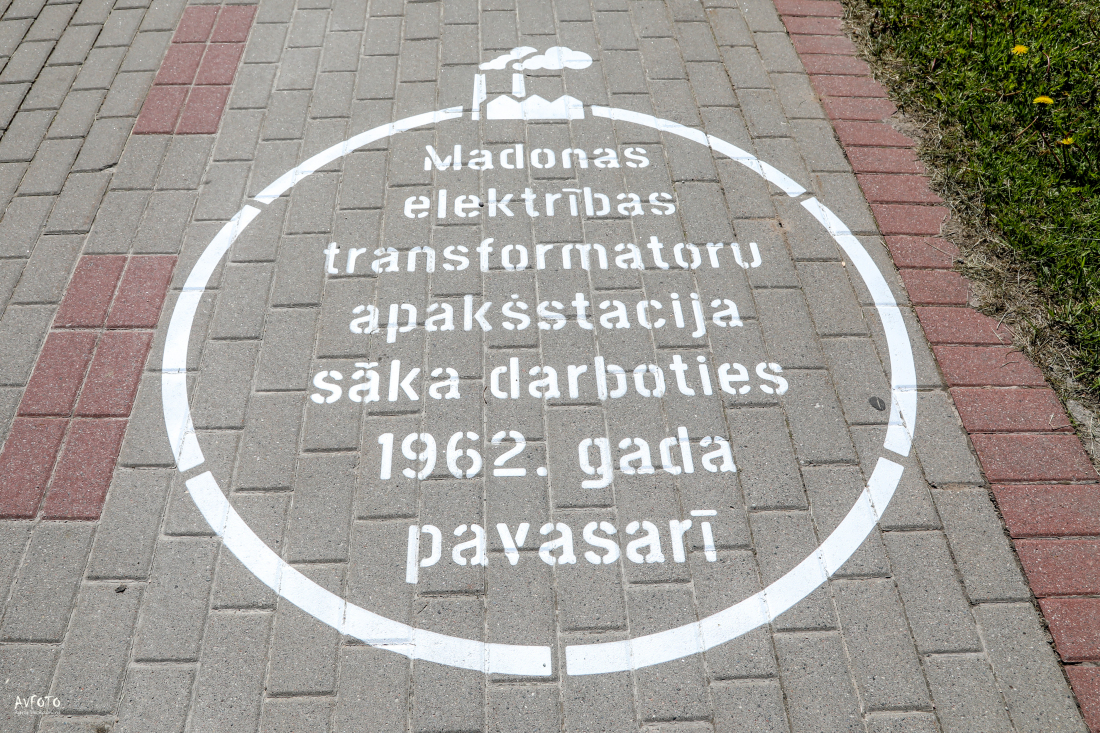 Madonas
elektrības
transformatoru
apakšstacija
sāka darboties
1962. gada
pavasarī
AVFOTO